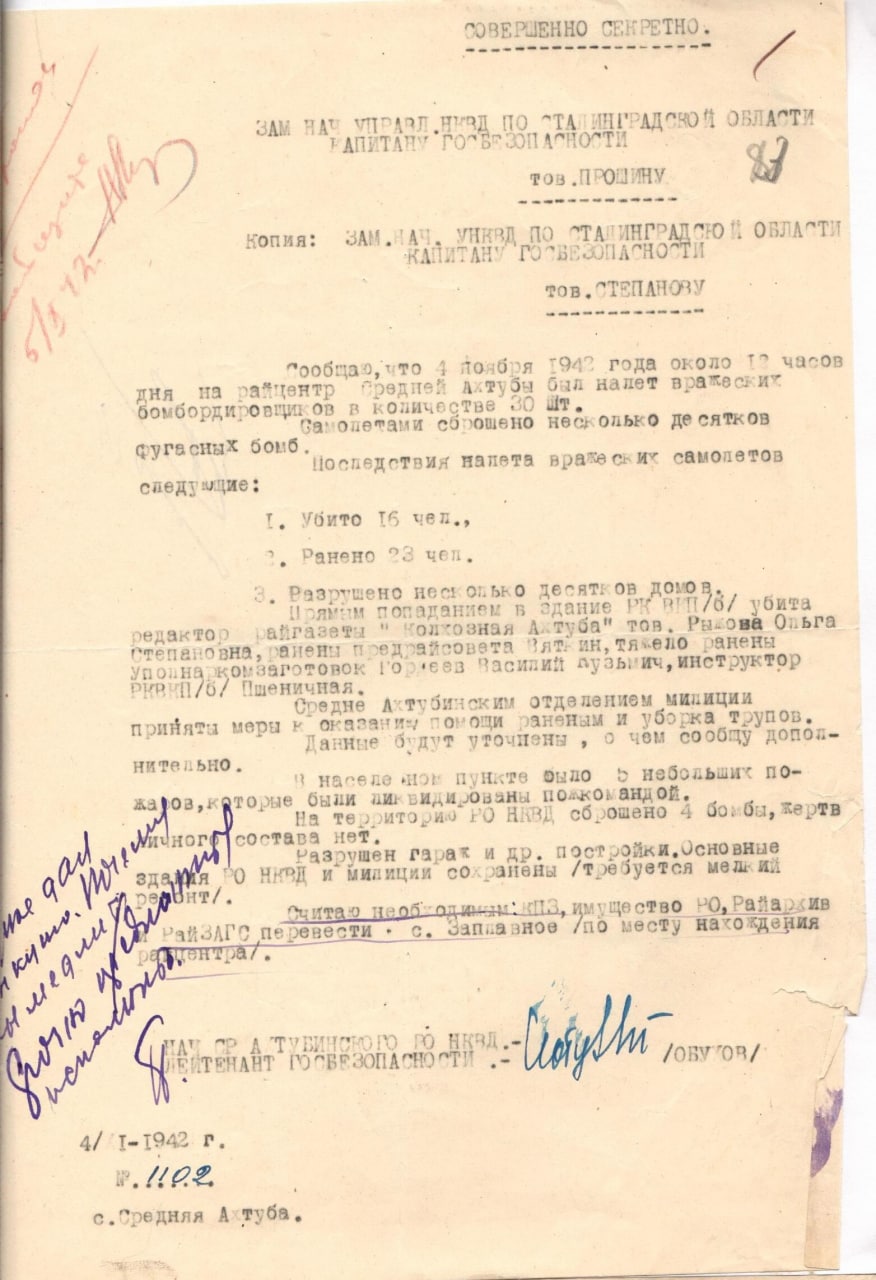 СОВЕРШЕННО СЕКРЕТНО.
ЗАМ НАЧ УПРАВЛ.НКВД ПО СТАЛИНГРАДСКОЙ ОБЛАСТИ
КАПИТАНУ ГОСБЕЗОПАСНОСТИ
тов.ПРОШИНУ
Копия: ЗАМ.НАЧ. УНКВД ПО СТАЛИНГРАДСКОЙ ОБЛАСТИ
КАПИТАНУ ГОСБЕЗОПАСНОСТИ
тов.СТЕПАНОВУ
Сообщаю,что 4 ноября 1942 года около 12 часов
дня на райцентр Средней Ахтубы был налет вражеских
бомбордировщиков в количестве 30 шт.
Самолетами сброшено несколько десятков
фугасных бомб.
Последствия налета вражеских самолетов
следующие:
1. Убито 16 чел.,
2. Ранено 23 чел.
3. Разрушено несколько десятков домов.
Прямым попаданием в здание РК ВКП/б/ убита
редактор райгазеты " Колхозная Ахтуба" тов. Рыкова Ольга
Степановна,ранены предрайсовета Вяткин,тяжело ранены
Уполнаркомзаготовок Гордеев Василий Кузьмич,инструктор
РКВКП/б/ Пшеничная.
Средне Ахтубинским отделением милиции
приняты меры к оказанию помощи раненым и уборка трупов.
Данные будут уточнены , о чем сообщу допол-
нительно.
В населенном пункте было 5 небольших по-
жаров,которые были ликвидированы пожкомандой.
На территорию РО НКВД сброшено 4 бомбы,жертв
личного состава нет.
Разрушен гараж и др. постройки.Основные
здания РО НКВД и милиции сохранены /требуется мелкий
ремонт/.
Считаю необходимым:КПЗ,имущество РО,Райархив
и РайЗАГС перевести в с. Заплавное /по месту нахождения
райцентра/.
срочно
НАЧ СР АХТУБИНСКОГО РО НКВД.-
ЛЕЙТЕНАНТ ГОСБЕЗОПАСНОСТИ .- /ОБУХОВ/
4/XI-1942 г.
№.1102
с.Средняя Ахтуба.